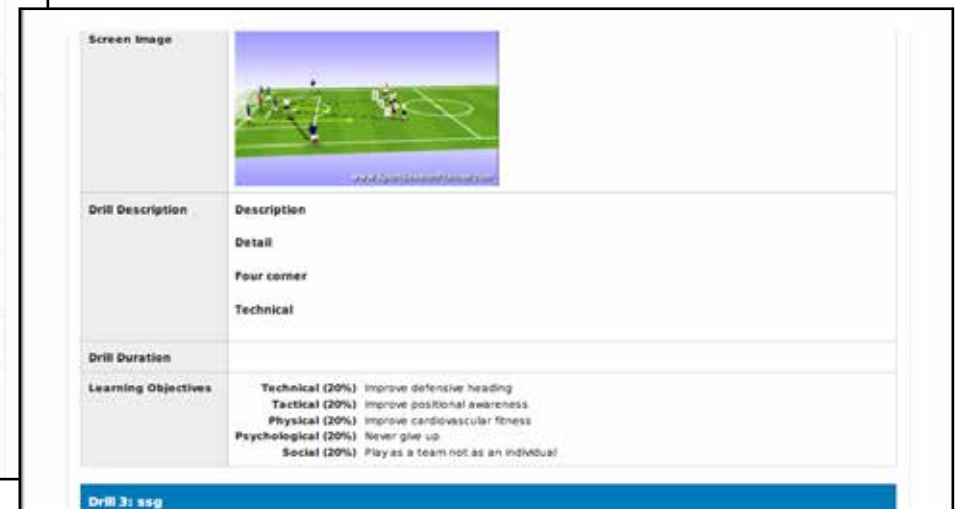 Screen Image
Drill Description
Description
Detail
Four corner
Technical
Drill Duration
Learning Objectives
Technical (20%) Improve defensive heading
Tactical (20%) Improve positional awareness
Physical (20%) Improve cardiovascular fitness
Psychological (20%) Never give up
Social (20%) Play as a team not as an individual
Drill 3: ssg